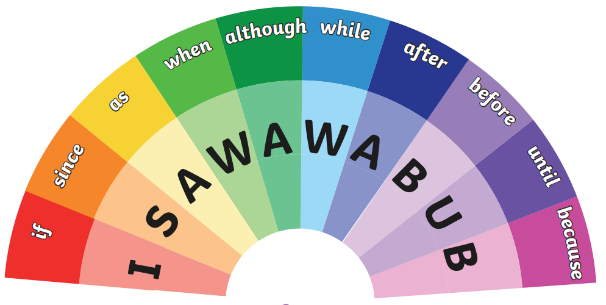 if
since
as
when
although
while
after
before
until
because
I
S
A
W
A
W
A
B
U
B